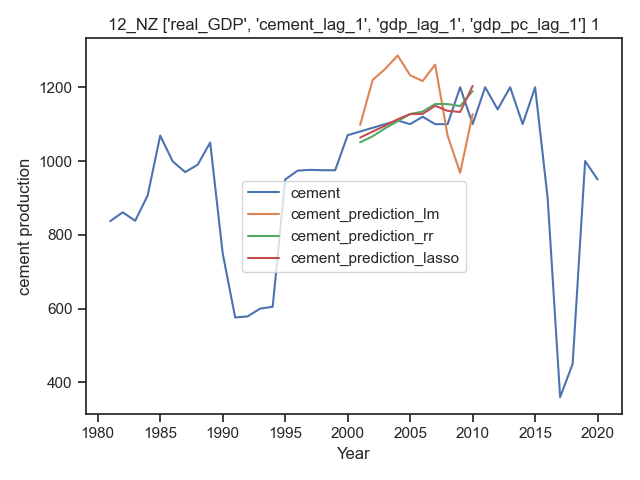 12_NZ ['real_GDP', 'cement_lag_1', 'gdp_lag_1', 'gdp_pc_lag_1'] 1
1200
1000
800
600
400
cement production
cement
cement_prediction_lm
cement_prediction_rr
cement_prediction_lasso
1980 1985 1990 1995 2000 2005 2010 2015 2020
Year